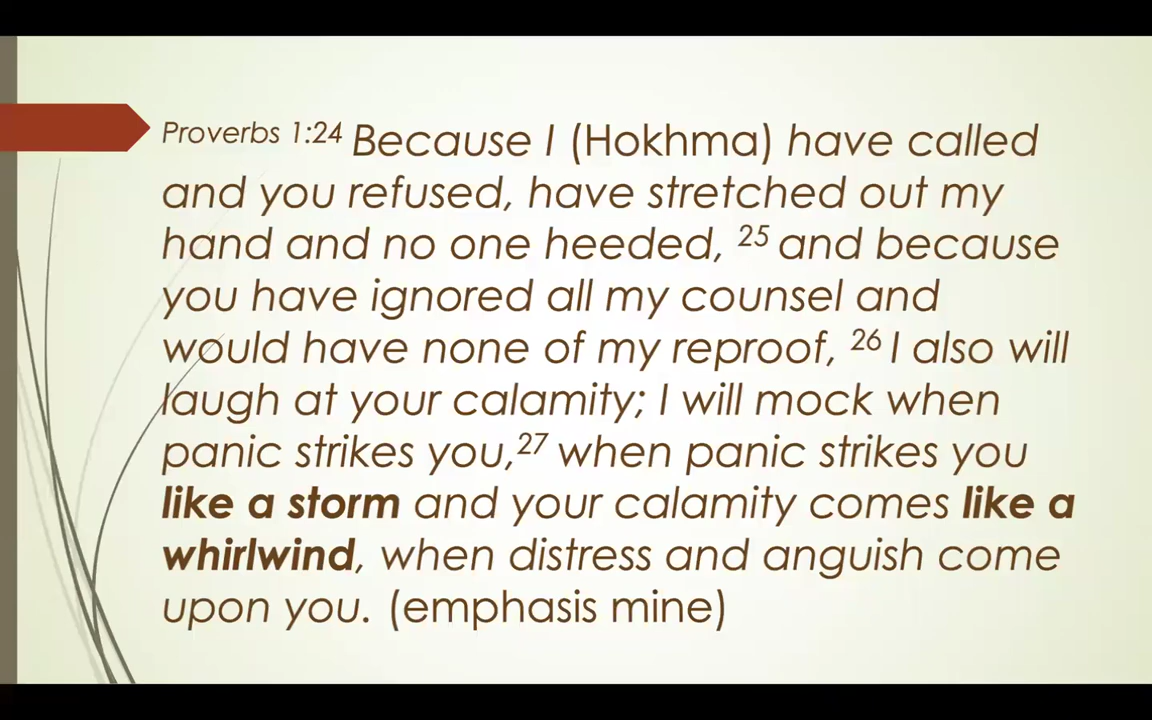 Proverbs 1:24 Because I (Hokhma) have called
and you refused, have stretched out my
hand and no one heeded, 25 and because
you have ignored all my counsel and
would have none of my reproof, 26 I also will
laugh at your calamity; I will mock when
panic strikes you,27 when panic strikes you
like a storm and your calamity comes like a
whirlwind, when distress and anguish come
upon you. (emphasis mine)